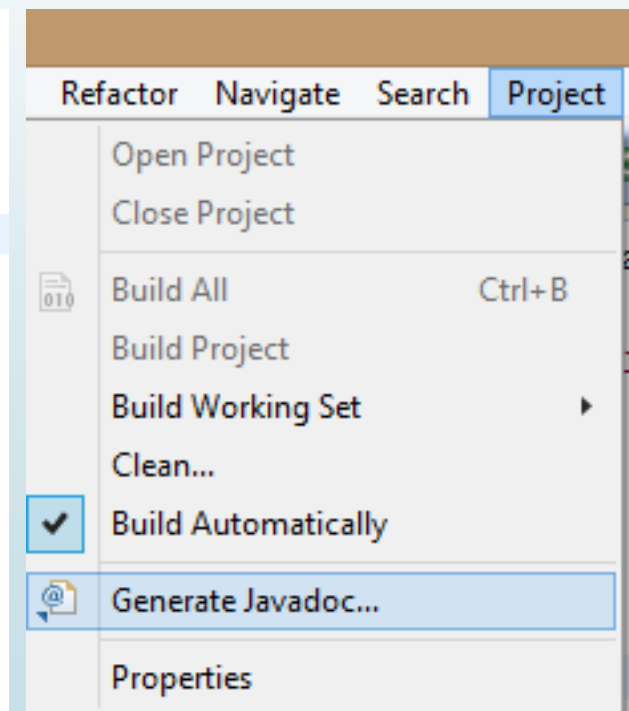 Refactor Navigate Search Project
Open Project
Close Project
Build All Ctrl+B
Build Project
Build Working Set
Clean...
Build Automatically
Generate Javadoc...
Properties